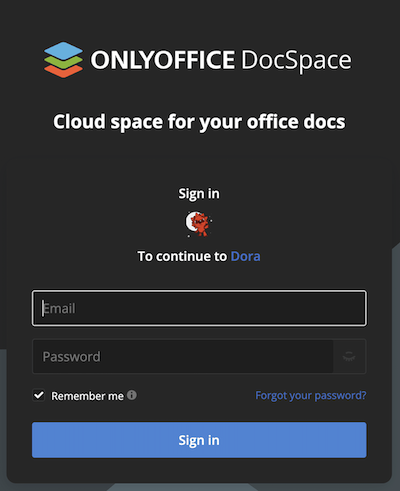 ONLYOFFICE DocSpace
Cloud space for your office docs
Sign in
To continue to Dora
Email
Password
Remember me
Forgot your password?
Sign in